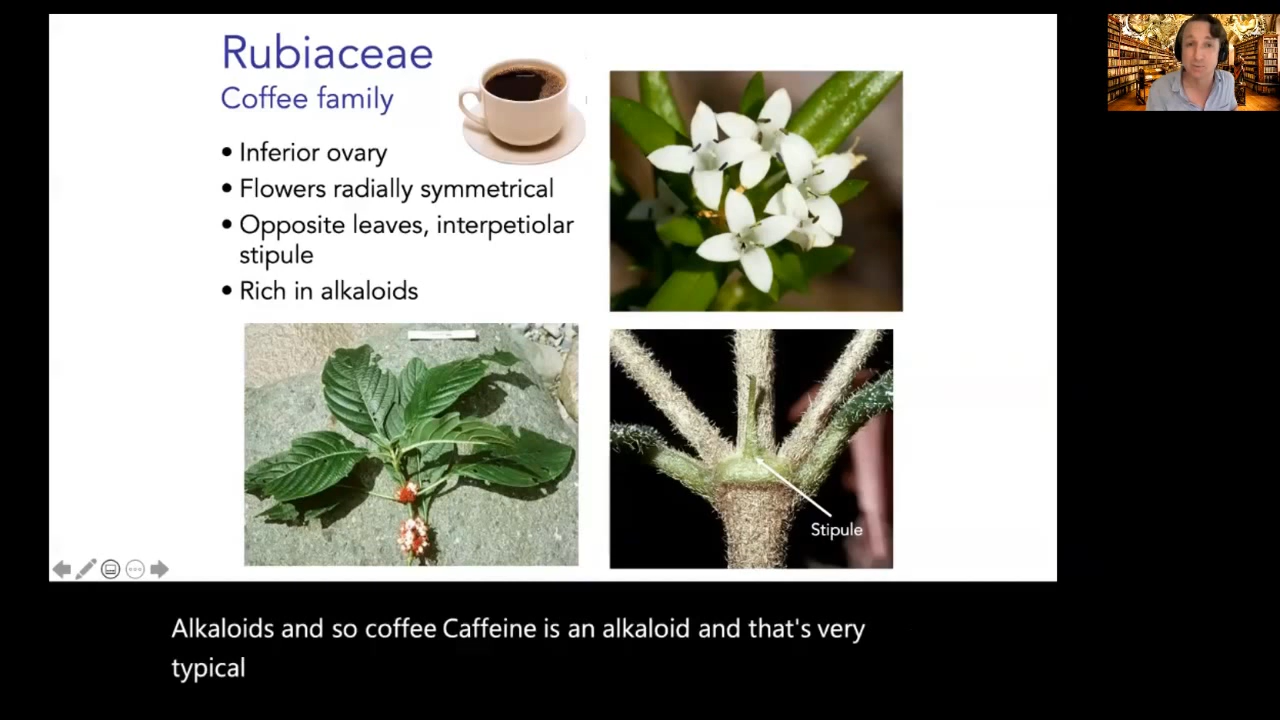 Rubiaceae
Coffee family
• Inferior ovary
• Flowers radially symmetrical
• Opposite leaves, interpetiolar
stipule
• Rich in alkaloids
Stipule
Alkaloids and so coffee Caffeine is an alkaloid and that's very
typical